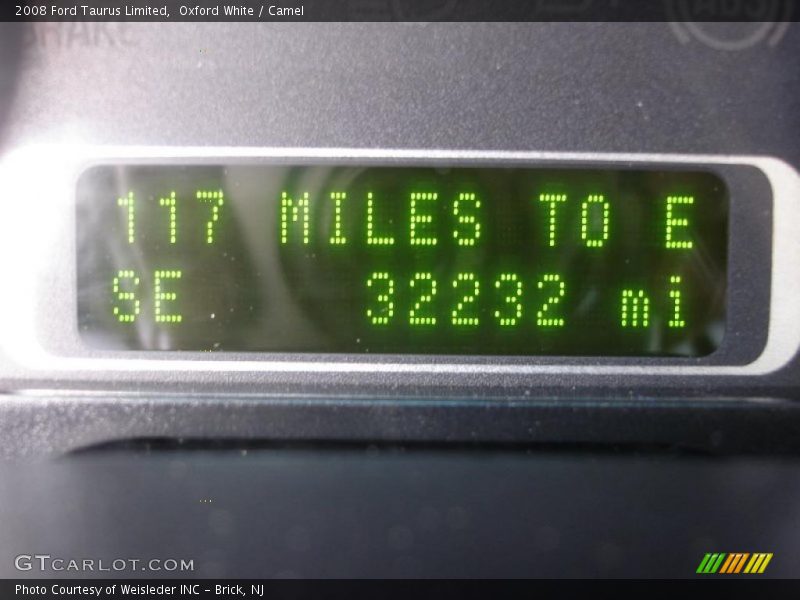 2008 Ford Taurus Limited,  Oxford White / Camel
BRAKE
117 MILES TO E
SE 32232 mi
GTCARLOT.COM
Photo Courtesy of Weisleder INC - Brick, NJ